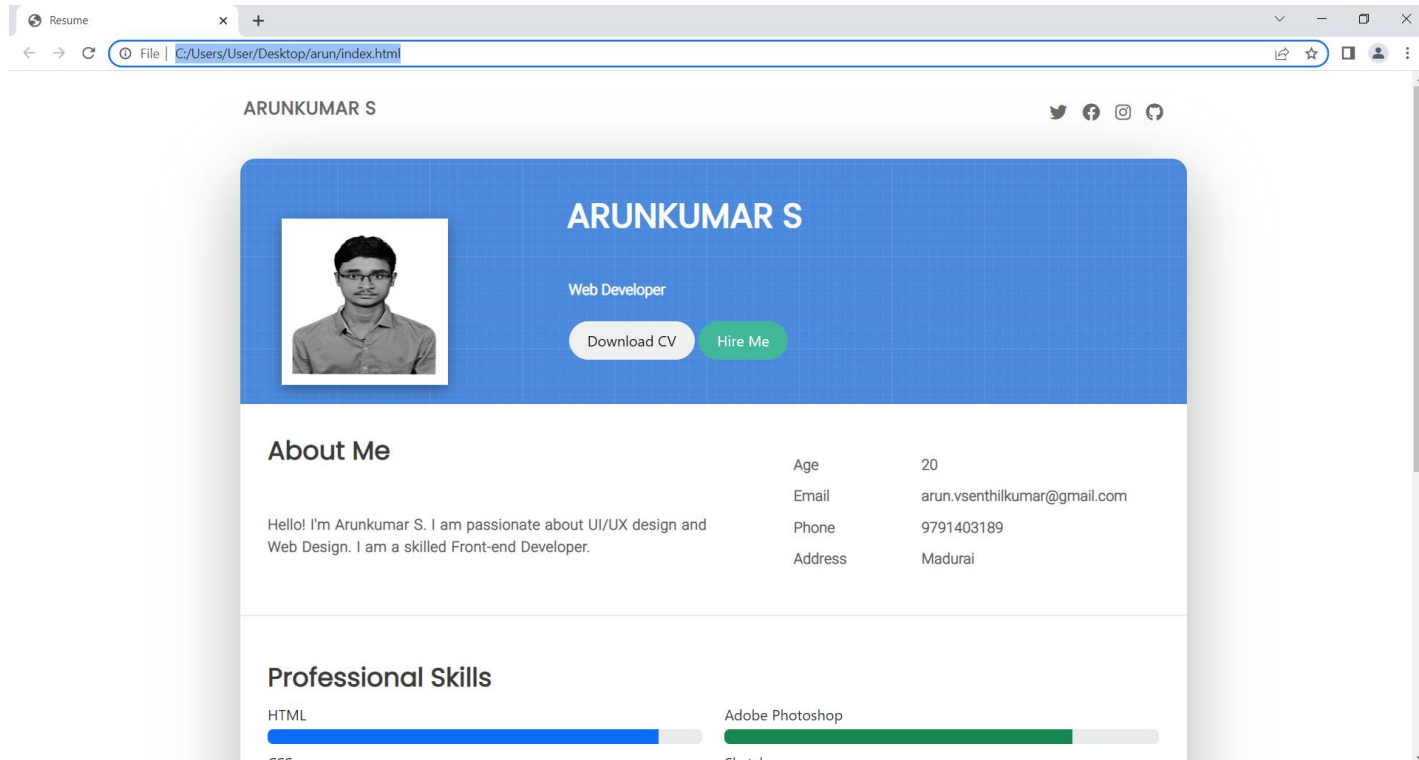 Resume
File | C:/Users/User/Desktop/arun/index.html
ARUNKUMAR S
ARUNKUMAR S
Web Developer
Download CV Hire Me
About Me
Hello! I'm Arunkumar S. I am passionate about UI/UX design and
Web Design. I am a skilled Front-end Developer.
Age 20
Email arun.vsenthilkumar@gmail.com
Phone 9791403189
Address Madurai
Professional Skills
HTML
Adobe Photoshop